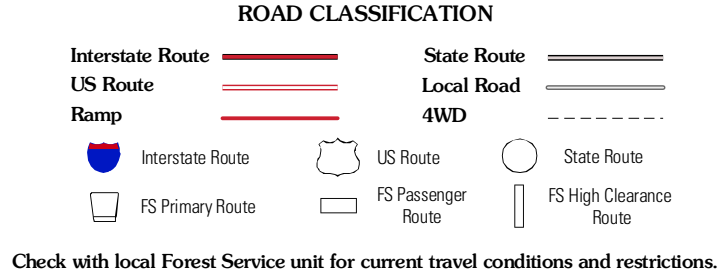 ROAD CLASSIFICATION
Interstate Route
State Route
US Route
Local Road
Ramp
4WD
Interstate Route
US Route
State Route
FS Primary Route
FS Passenger
Route
FS High Clearance
Route
Check with local Forest Service unit for current travel conditions and restrictions.